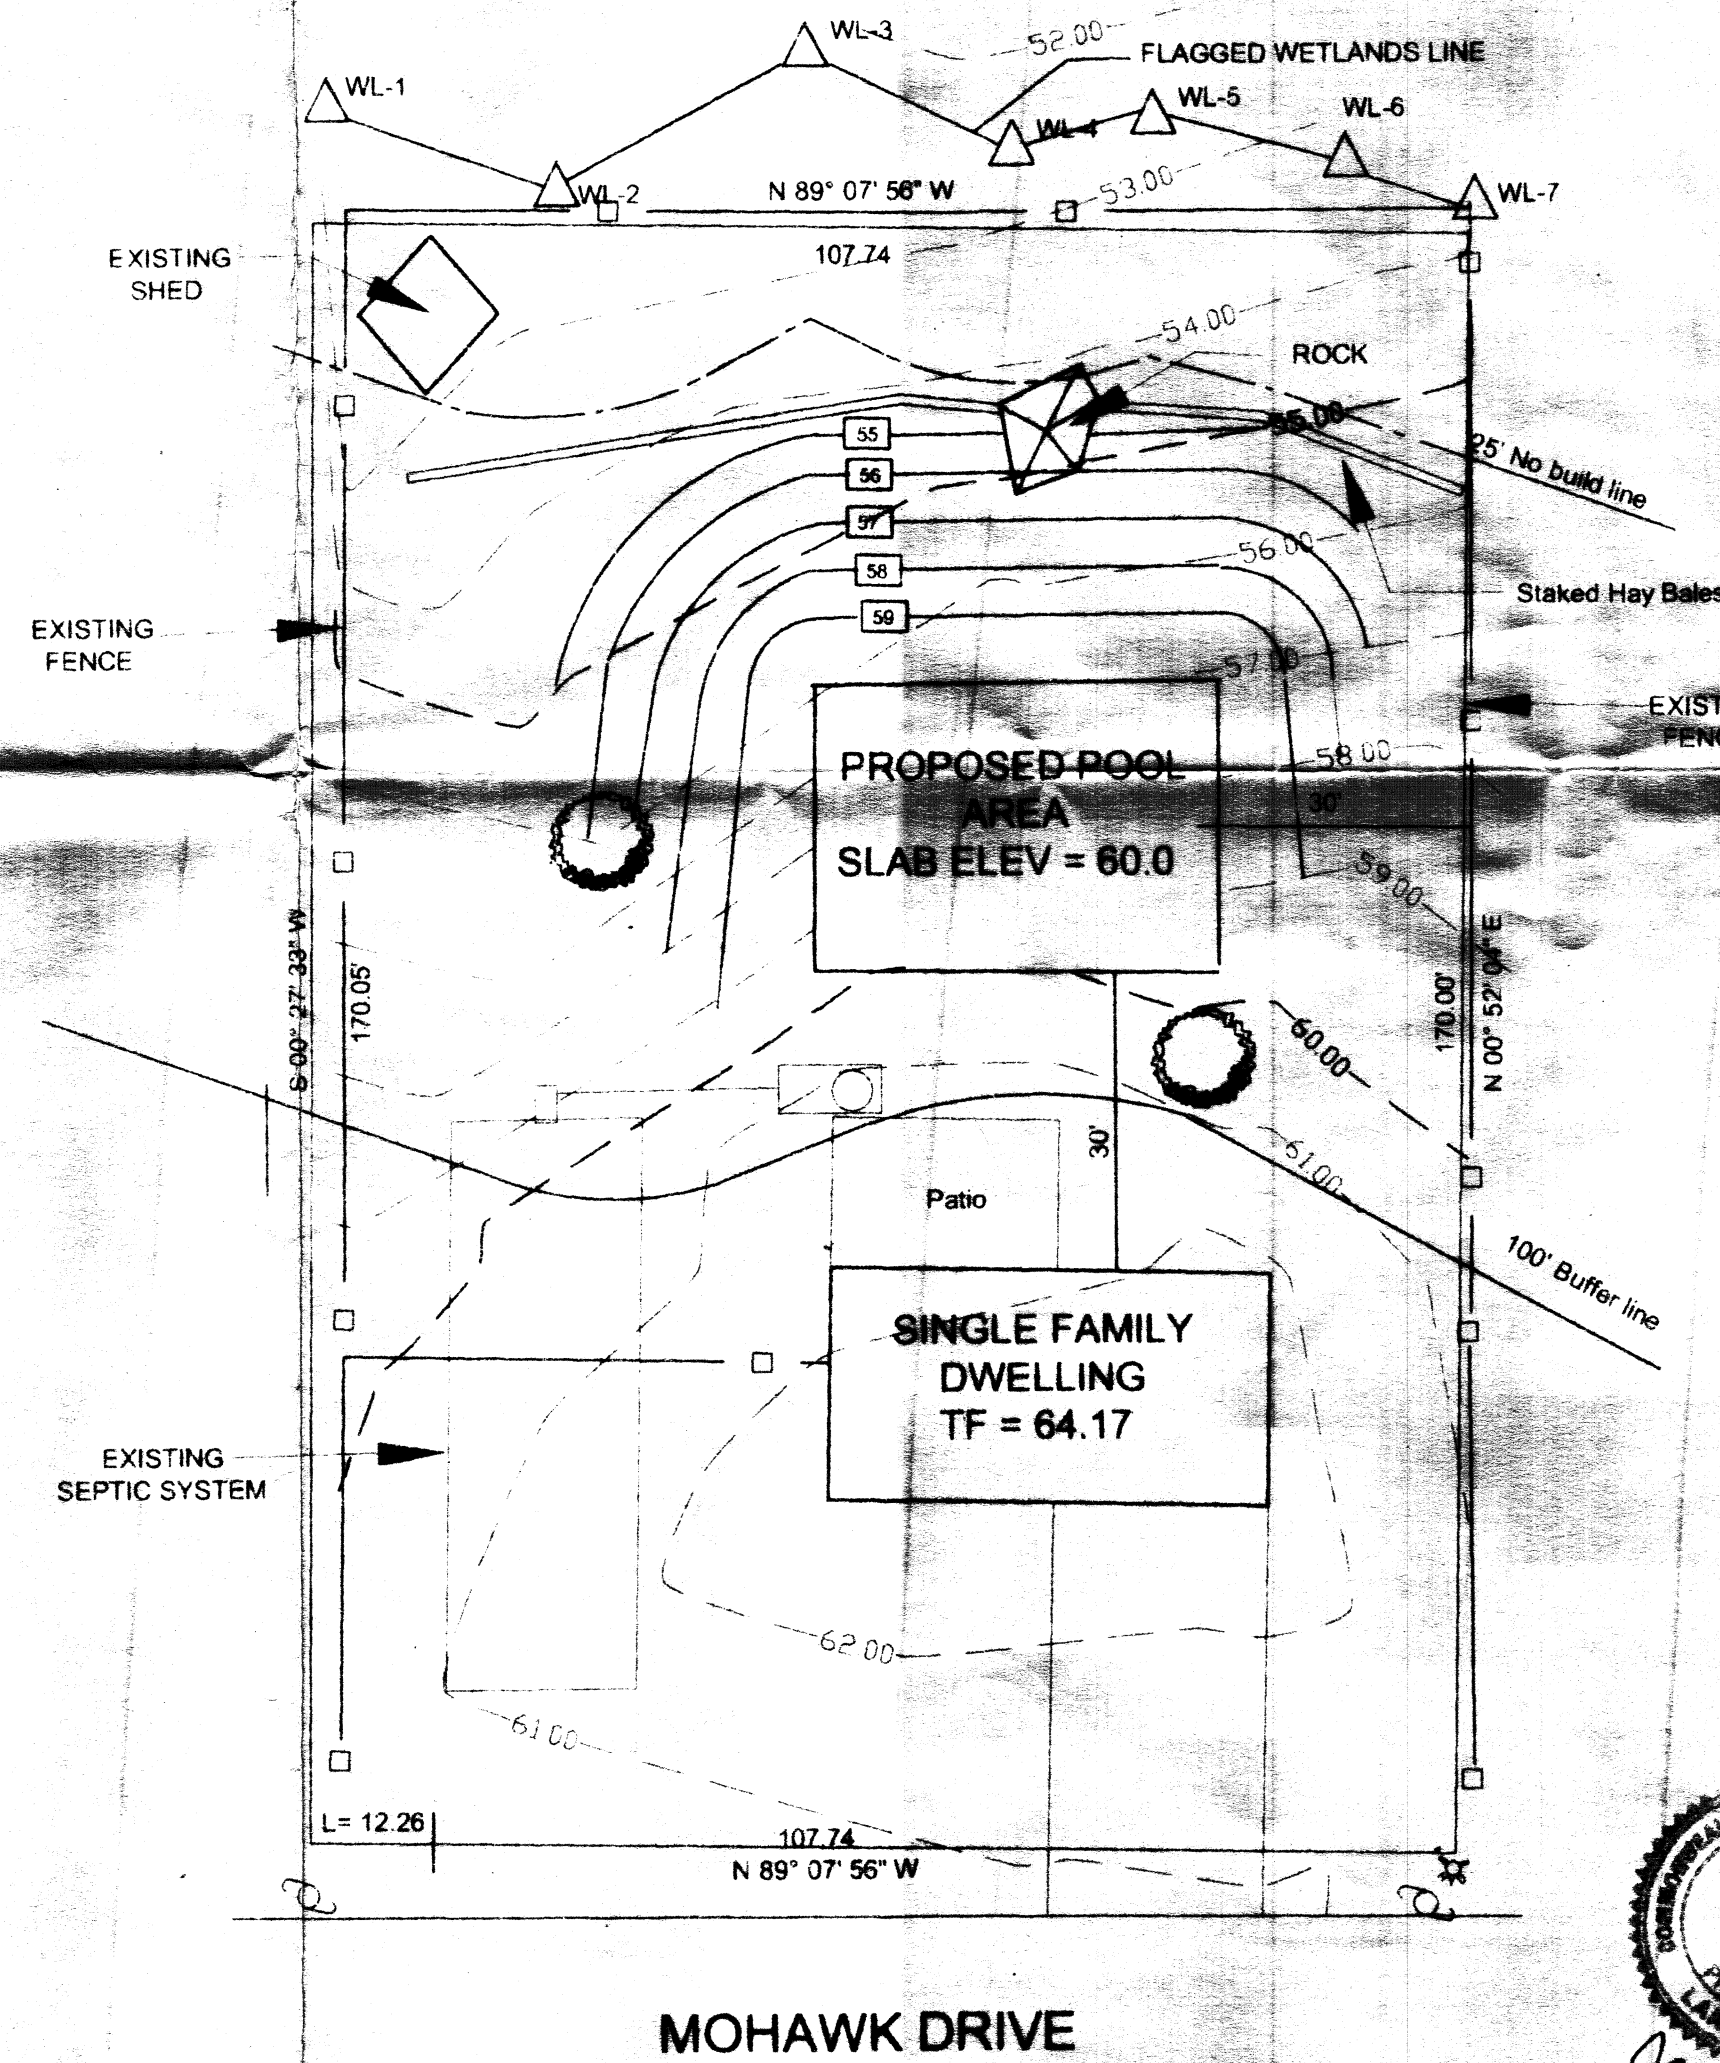 WL-3
52.00
FLAGGED WETLANDS LINE
WL-1
WL-5
WL-6
WL-4
WL-2
N 89° 07' 56" W
53.00
WL-7
107.74
EXISTING
SHED
54.00
ROCK
55.00
55
25' No build line
56
57
56.00
58
Staked Hay Bales
59
EXISTING
FENCE
57.00
EXIST
FENC
PROPOSED POOL
AREA
SLAB ELEV = 60.0
58.00
30'
59.00
S 00° 27' 33" W
170.05'
170.00'
N 00° 52' 04" E
60.00
30'
61.00
Patio
100' Buffer line
SINGLE FAMILY
DWELLING
TF = 64.17
EXISTING
SEPTIC SYSTEM
62.00
61.00
L= 12.26
107.74
N 89° 07' 56" W
MOHAWK DRIVE